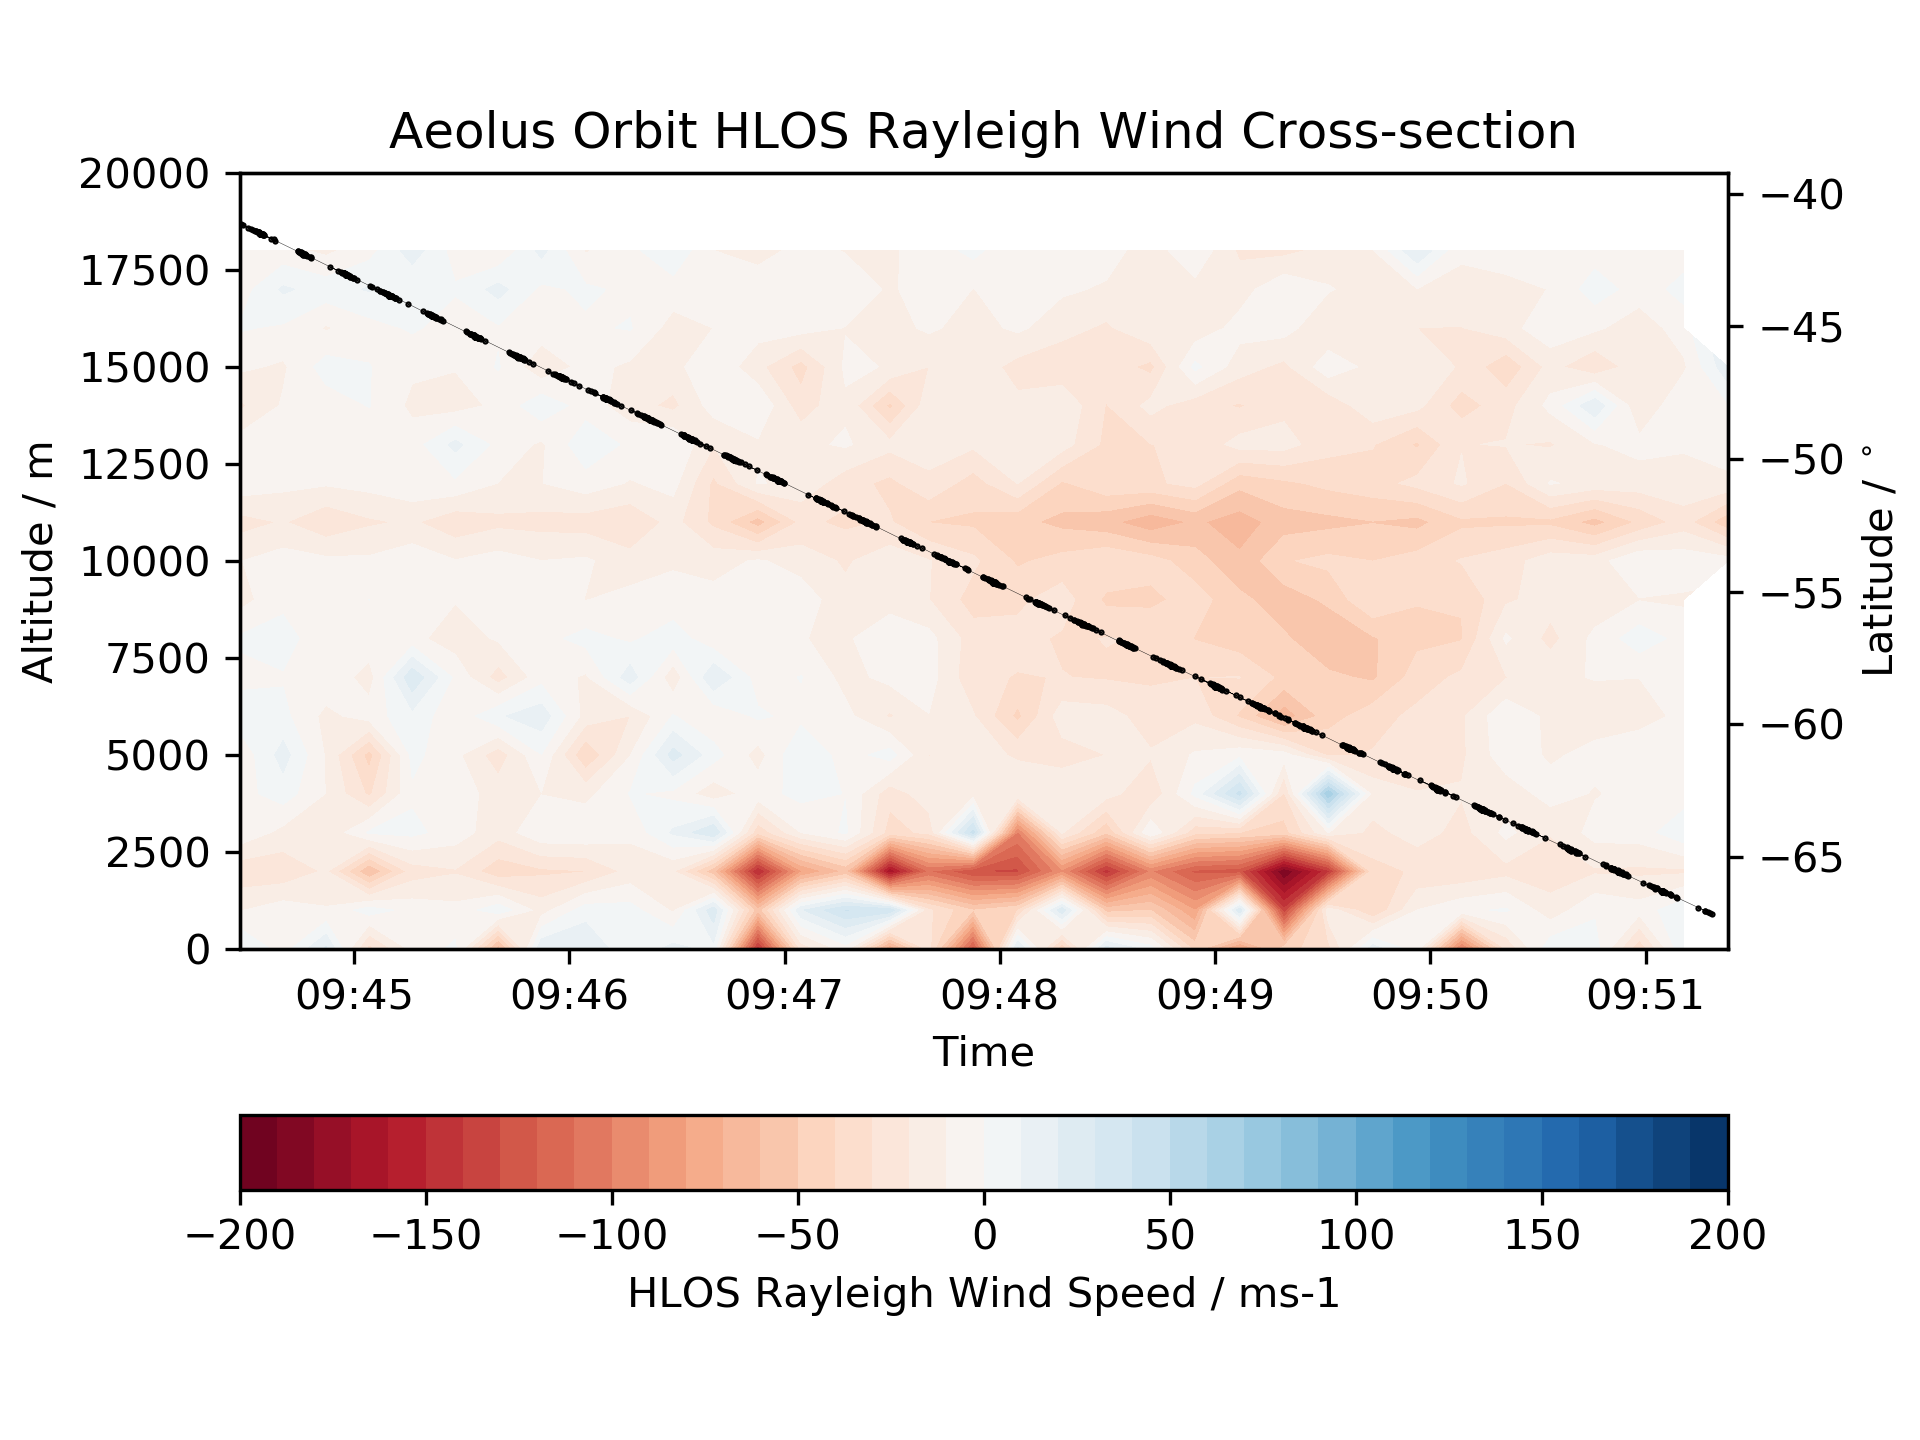 Aeolus Orbit HLOS Rayleigh Wind Cross-section
20000
17500
15000
12500
10000
7500
5000
2500
0
Altitude / m
−40
−45
−50
−55
−60
−65
Latitude / °
09:45 09:46 09:47 09:48 09:49 09:50 09:51
Time
−200 −150 −100 −50 0 50 100 150 200
HLOS Rayleigh Wind Speed / ms-1